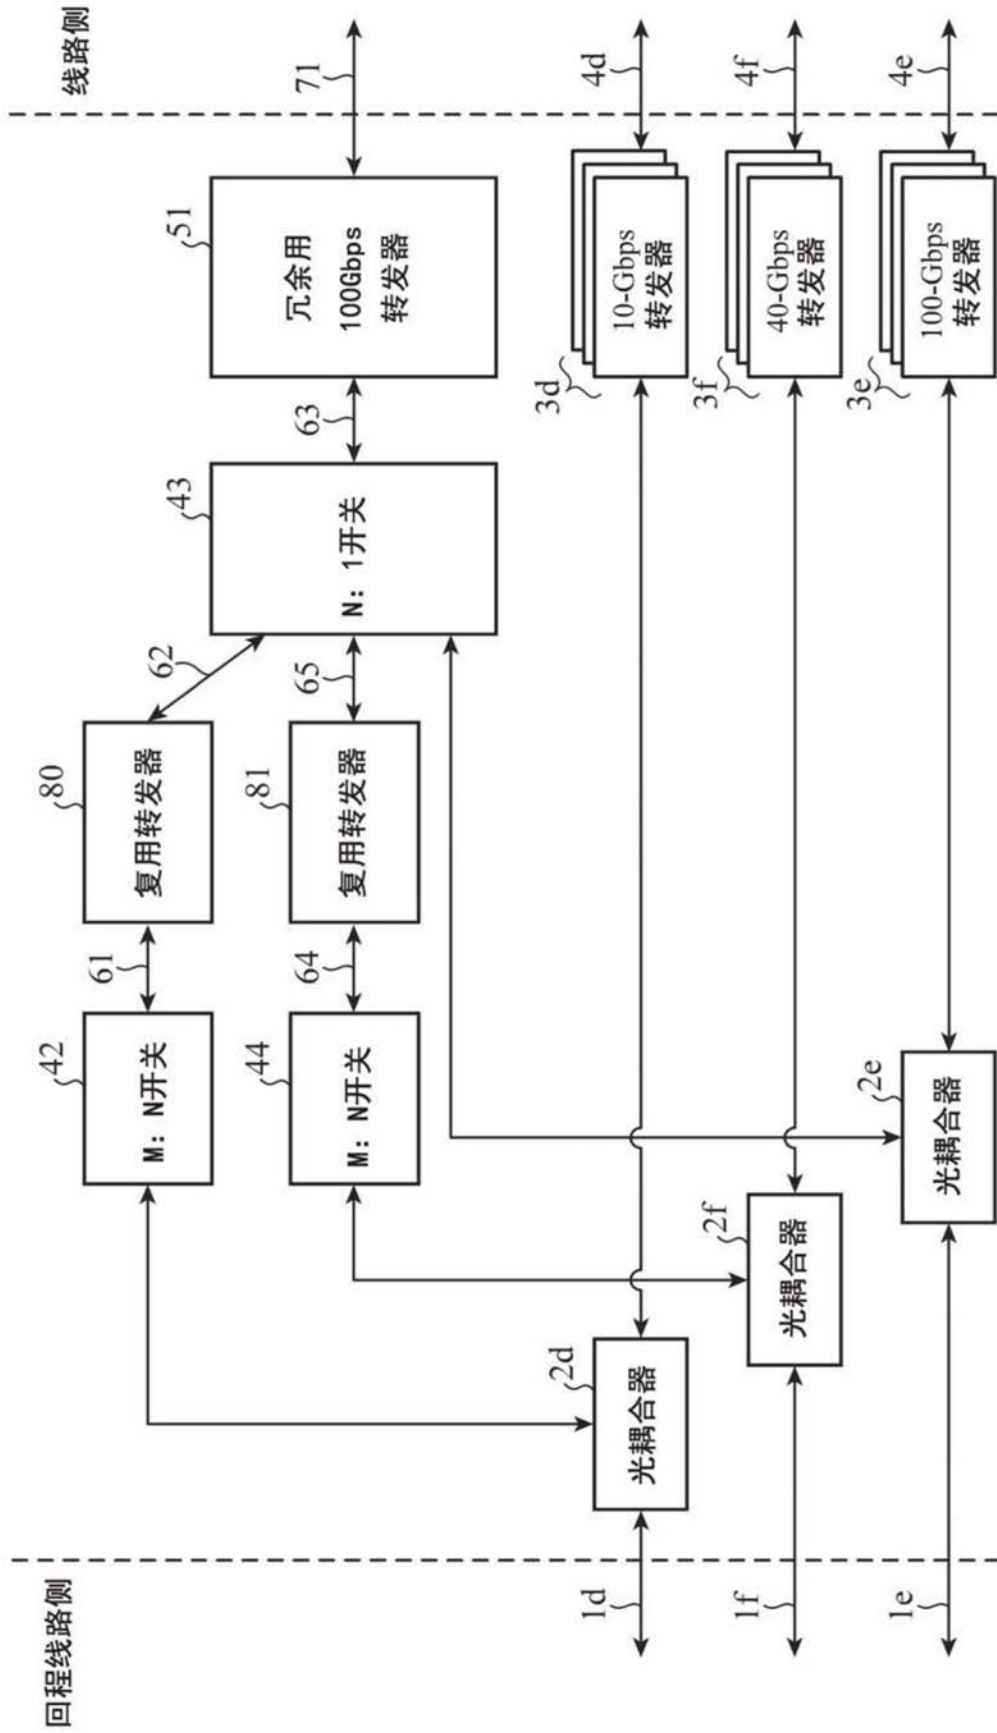 回程线路侧
线路侧
42
M: N开关
61
80
复用转发器
62
44
M: N开关
64
81
复用转发器
65
43
N: 1开关
63
51
冗余用
100Gbps
转发器
71
1d
2d
光耦合器
3d
10-Gbps
转发器
4d
1f
2f
光耦合器
3f
40-Gbps
转发器
4f
1e
2e
光耦合器
3e
100-Gbps
转发器
4e